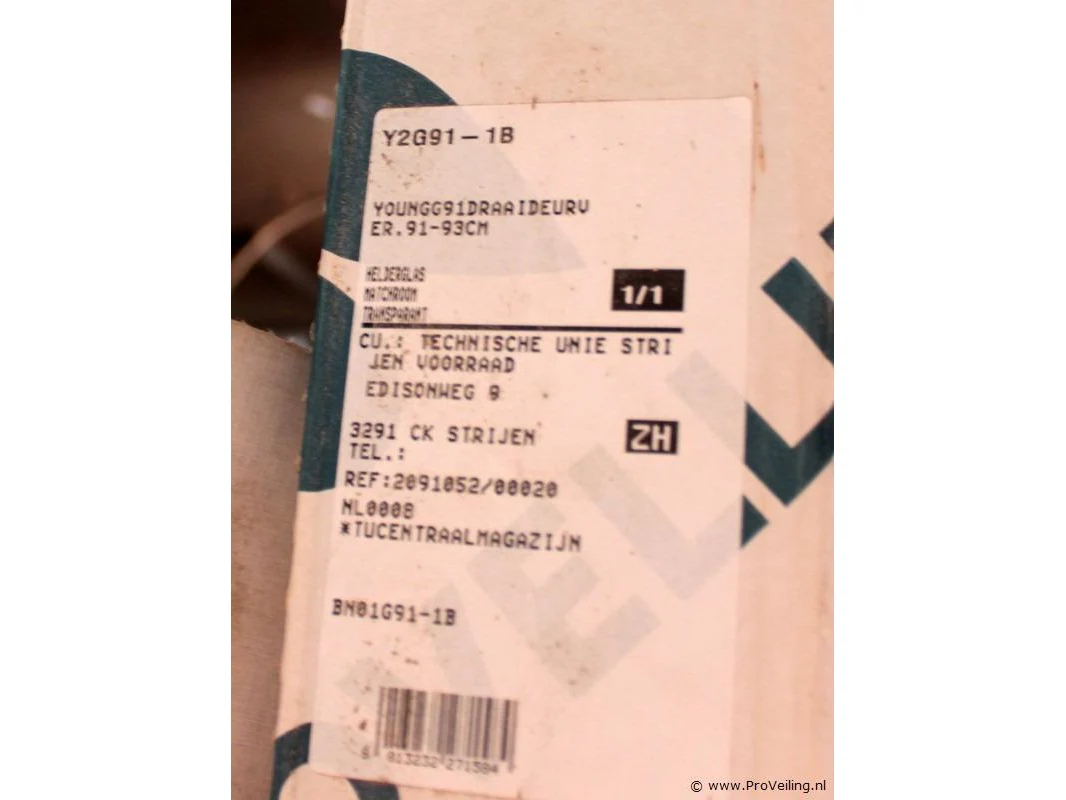 Y2G91-1B
YOUNGG91DRAAIDEURV
ER.91-93CM
HELDERGLAS
MATCHROOM
TRANSPARANT
1/1
CU.: TECHNISCHE UNIE STRI
JEN VOORRAAD
EDISONWEG 8
3291 CK STRIJEN
ZH
TEL.:
REF:2091052/00020
NL0008
*TUCENTRAALMAGAZIJN
BN01G91-1B
© www.ProVeiling.nl